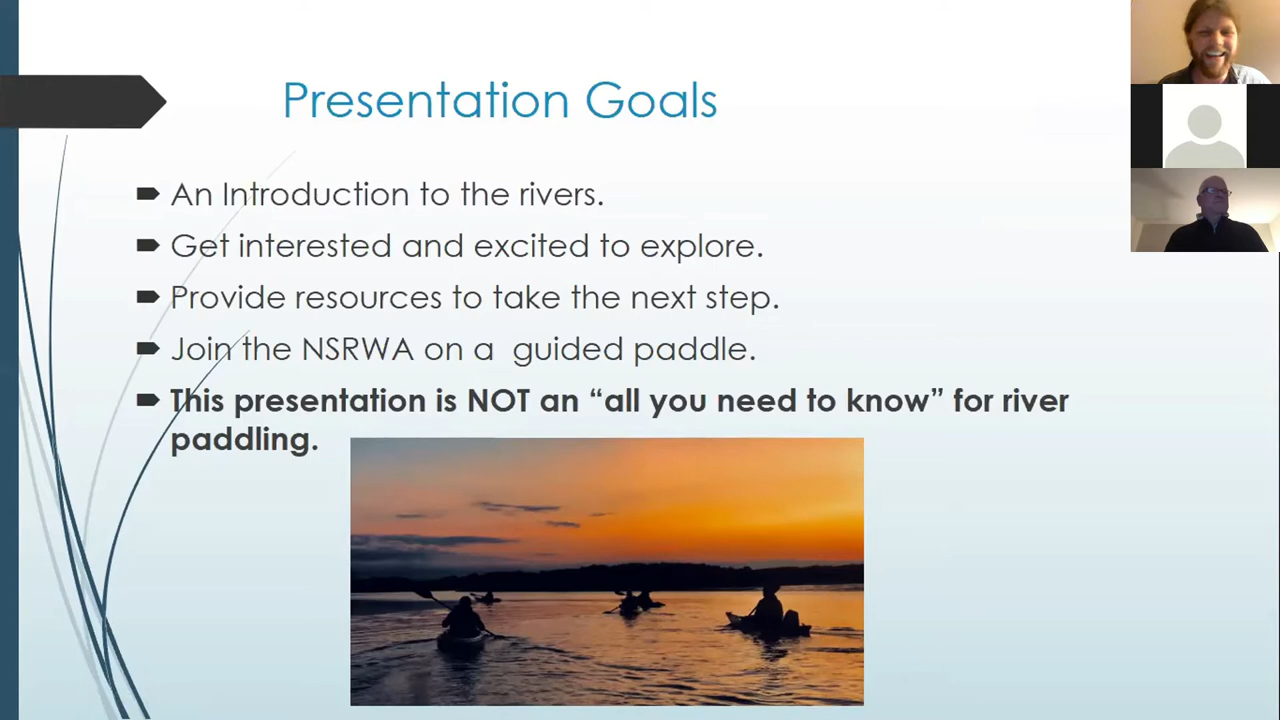 Presentation Goals
An Introduction to the rivers.
Get interested and excited to explore.
Provide resources to take the next step.
Join the NSRWA on a  guided paddle.
This presentation is NOT an “all you need to know” for river
paddling.